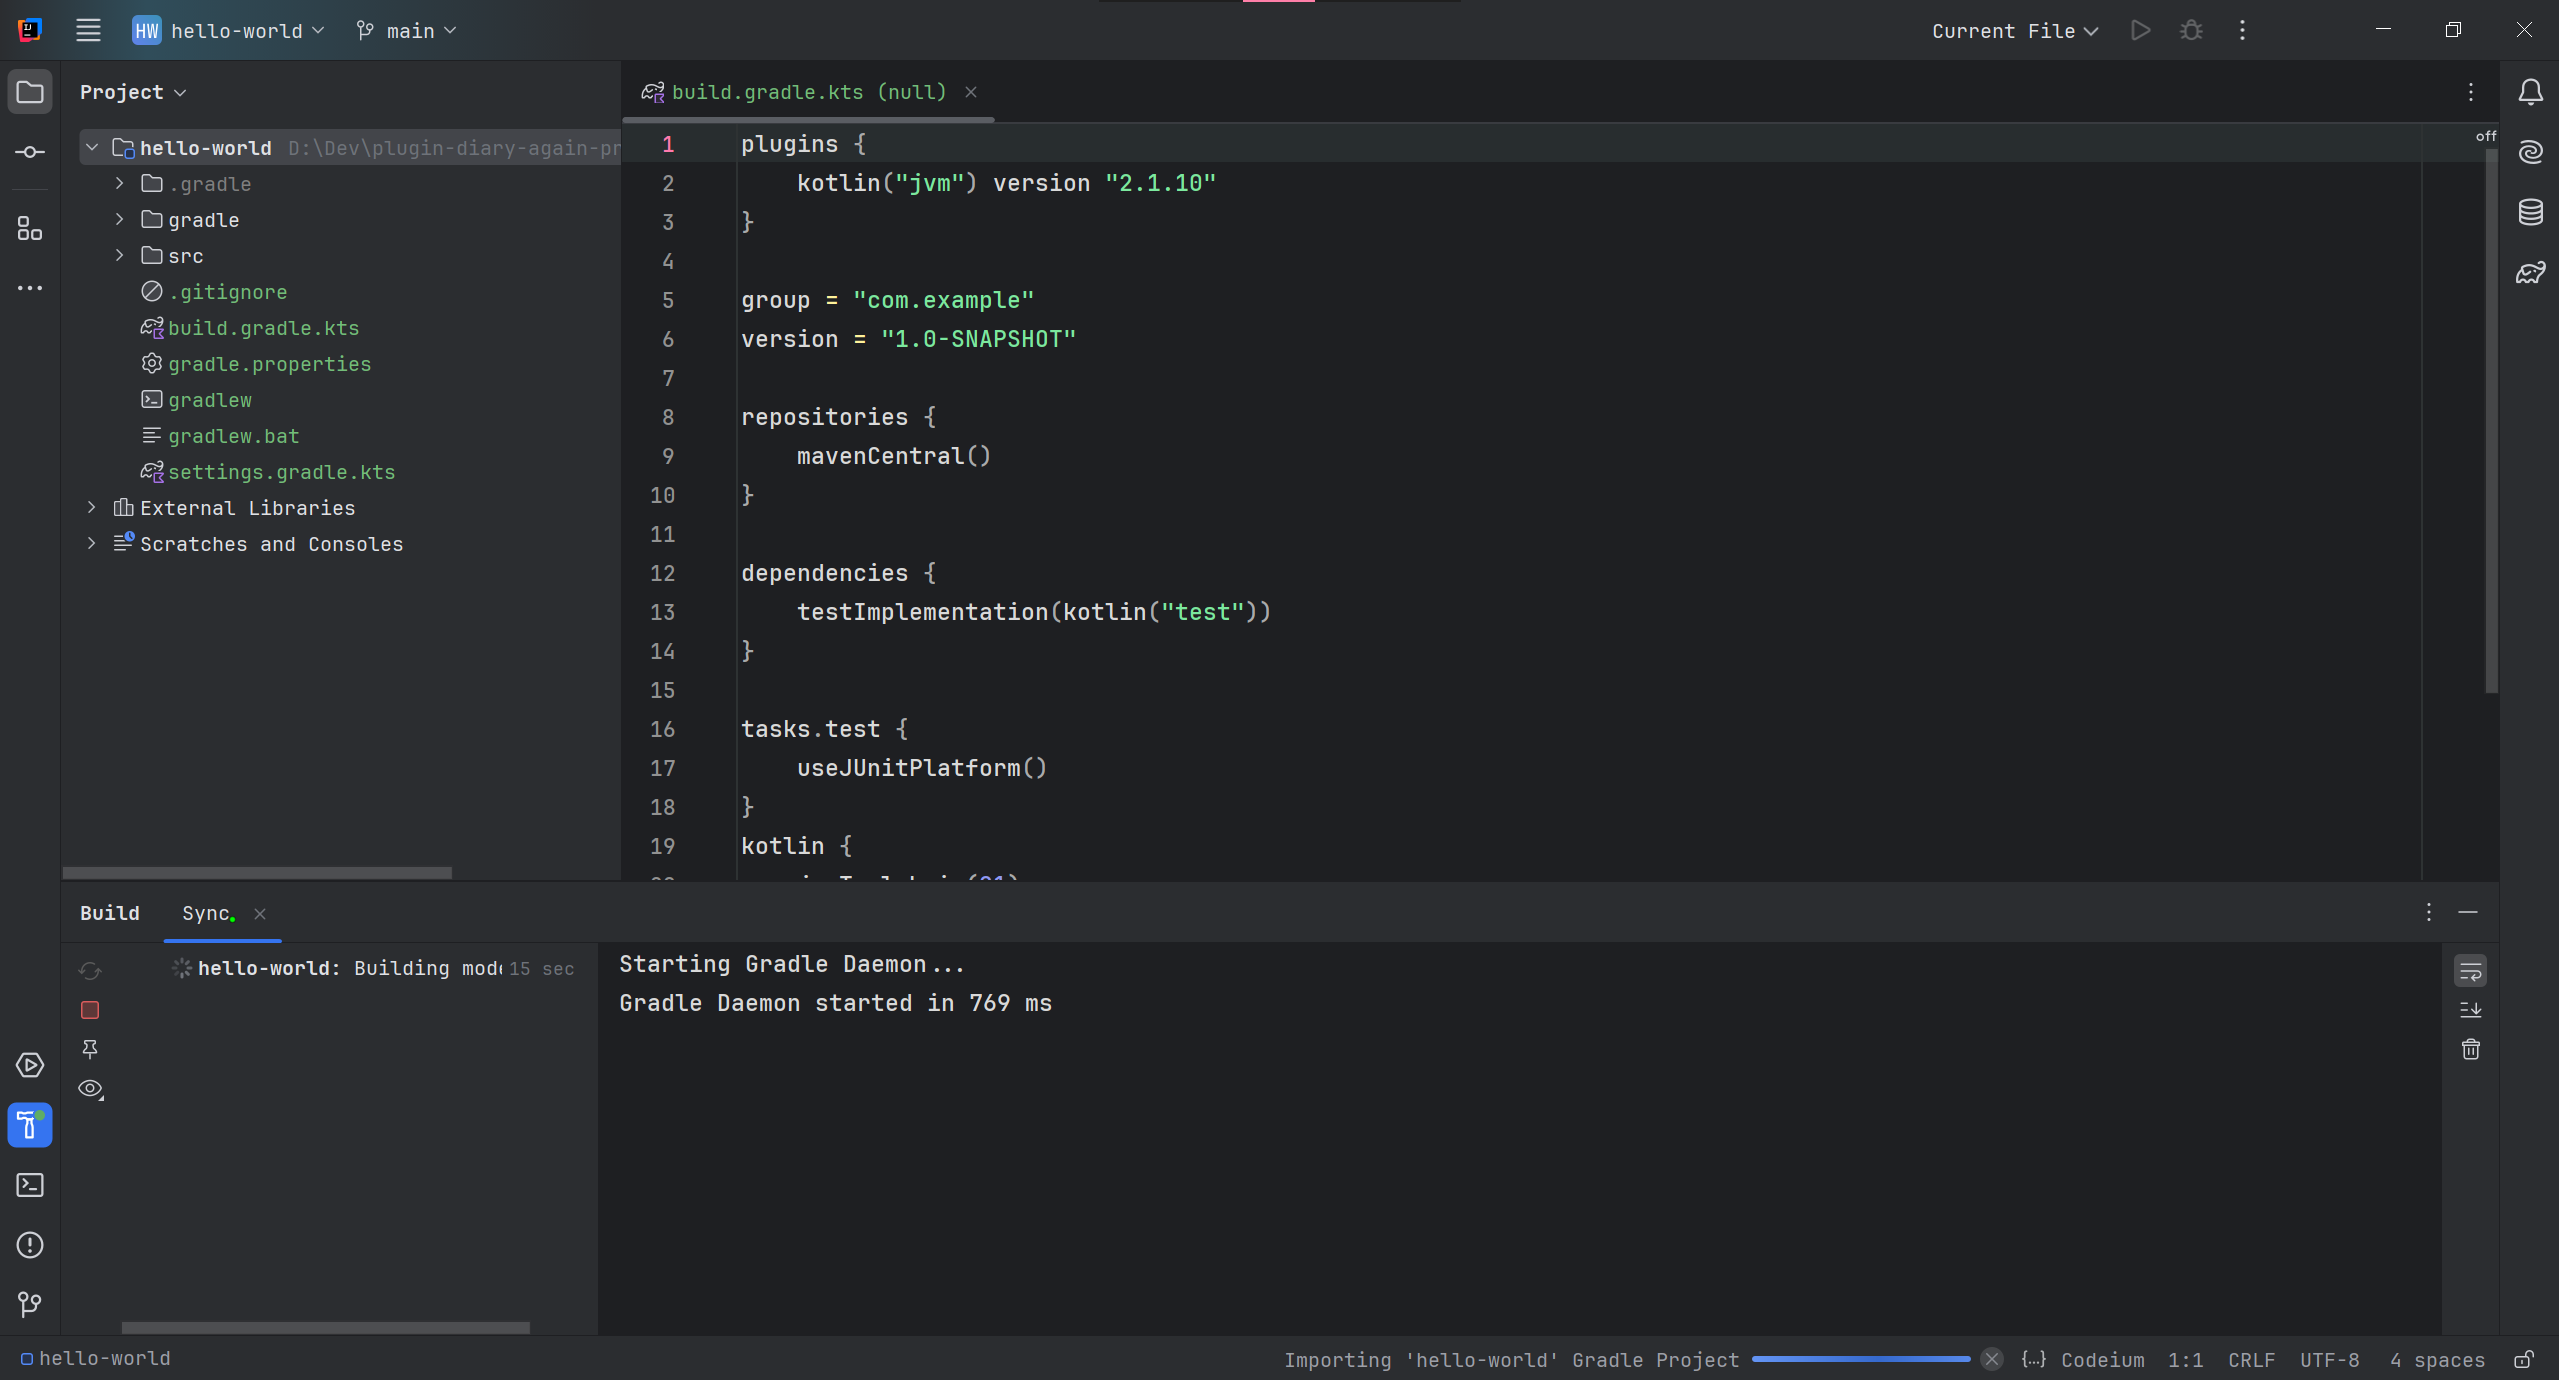 HW hello-world main Current File
Project
build.gradle.kts (null)
hello-world D:\Dev\plugin-diary-again-pr
.gradle
gradle
src
.gitignore
build.gradle.kts
gradle.properties
gradlew
gradlew.bat
settings.gradle.kts
External Libraries
Scratches and Consoles
off
1 plugins {
2 kotlin("jvm") version "2.1.10"
3 }
4
5 group = "com.example"
6 version = "1.0-SNAPSHOT"
7
8 repositories {
9 mavenCentral()
10 }
11
12 dependencies {
13 testImplementation(kotlin("test"))
14 }
15
16 tasks.test {
17 useJUnitPlatform()
18 }
19 kotlin {
Build Sync
hello-world: Building mode 15 sec
Starting Gradle Daemon...
Gradle Daemon started in 769 ms
hello-world
Importing 'hello-world' Gradle Project {...} Codeium 1:1 CRLF UTF-8 4 spaces